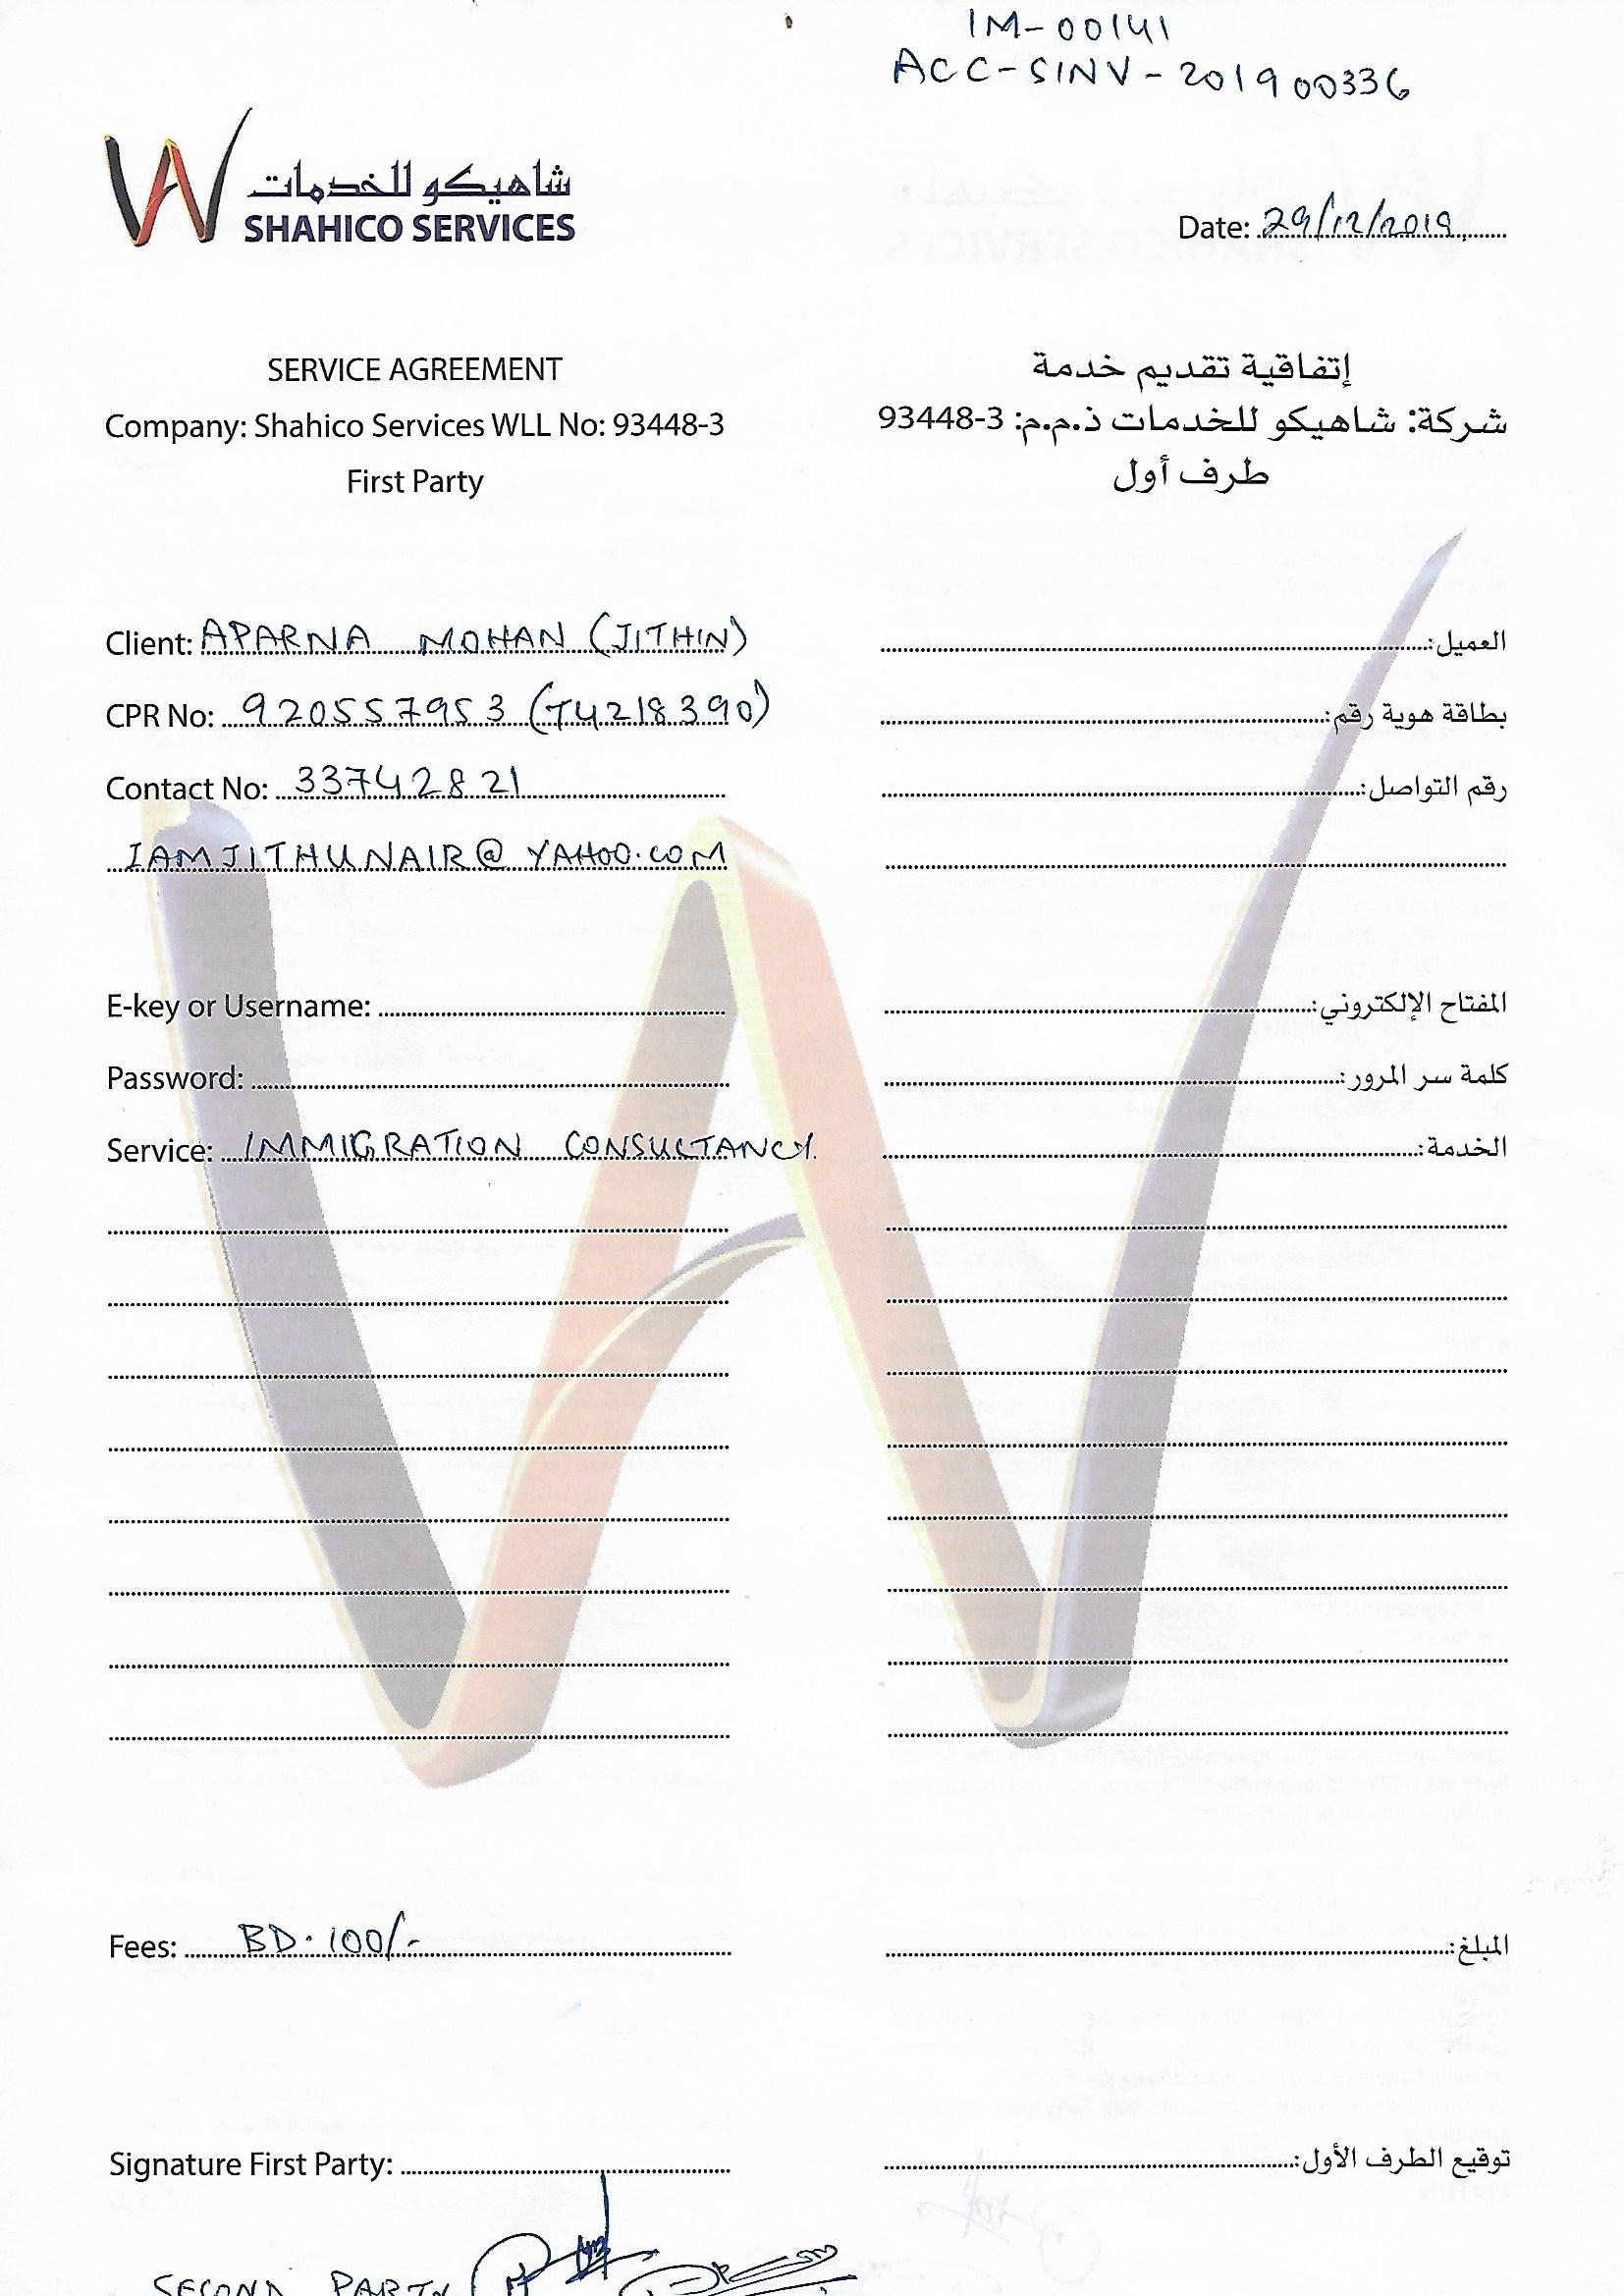 IM-00141
ACC-SINV-201900336
شاهيكو للخدمات
SHAHICO SERVICES
Date: 29/12/2019
SERVICE AGREEMENT
Company: Shahico Services WLL No: 93448-3
First Party
إتفاقية تقديم خدمة
شركة: شاهيكو للخدمات ذ.م.م: 3-93448
طرف أول
Client: APARNA MOHAN (JITHIN)
العميل:
CPR No: 920557953 (T4218390)
بطاقة هوية رقم:
Contact No: 33742821
رقم التواصل:
IAMJITHUNAIR@YAHOO.COM
E-key or Username:
المفتاح الإلكتروني:
Password:
كلمة سر المرور:
Service: IMMIGRATION CONSULTANCY.
الخدمة:
Fees: BD. 100/-
المبلغ:
Signature First Party:
توقيع الطرف الأول:
SECOND PARTY